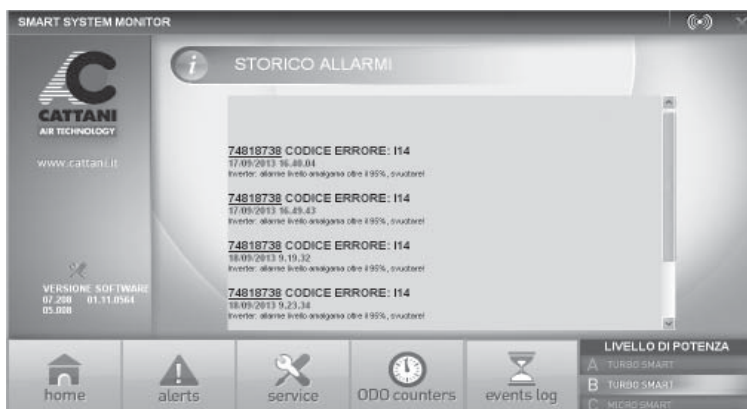 SMART SYSTEM MONITOR
AC
CATTANI
AIR TECHNOLOGY
www.cattani.it
VERSIONE SOFTWARE
07.200 01.11.0564
05.008
i STORICO ALLARMI
74818738 CODICE ERRORE: I14
17/09/2013 16.40.04
Inverter: allarme livello amalgama oltre il 95%, svuotare!
74818738 CODICE ERRORE: I14
17/09/2013 16.49.43
Inverter: allarme livello amalgama oltre il 95%, svuotare!
74818738 CODICE ERRORE: I14
18/09/2013 9.19.32
Inverter: allarme livello amalgama oltre il 95%, svuotare!
74818738 CODICE ERRORE: I14
18/09/2013 9.23.34
Inverter: allarme livello amalgama oltre il 95%, svuotare!
home
alerts
service
ODO counters
events log
LIVELLO DI POTENZA
A TURBO SMART
B TURBO SMART
C MICRO SMART